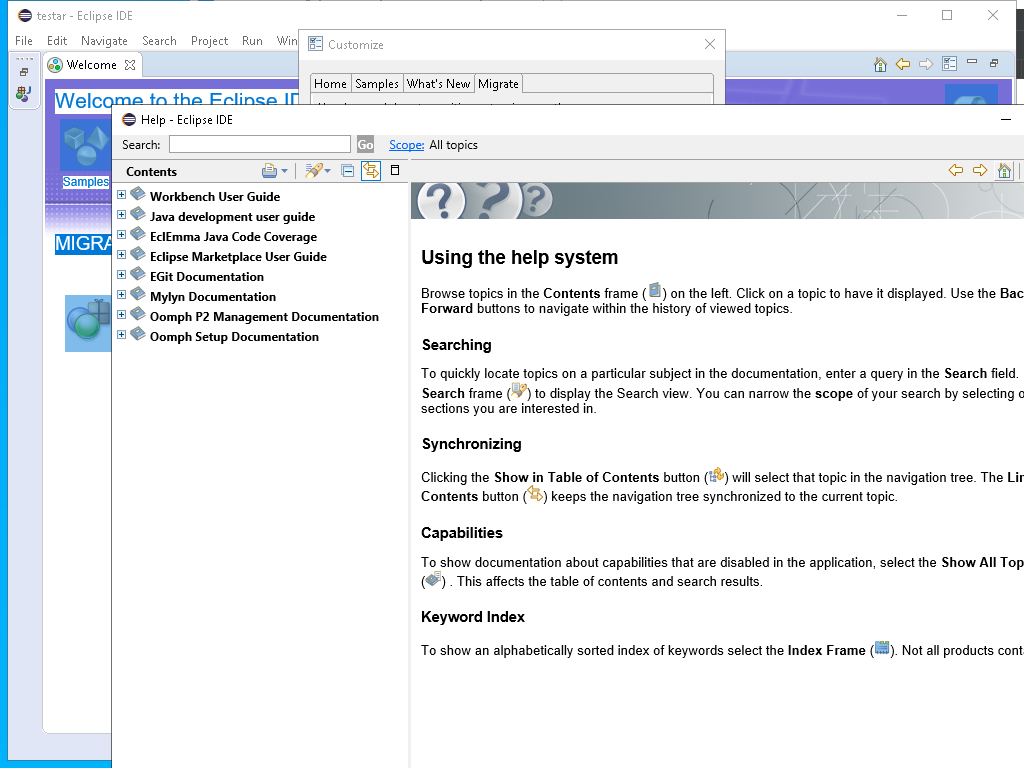 testar - Eclipse IDE
File Edit Navigate Search Project Run Win
Customize
Welcome
Home Samples What's New Migrate
Welcome to the Eclipse ID
Help - Eclipse IDE
Search: Go Scope: All topics
Contents
Samples
MIGRA
Workbench User Guide
Java development user guide
EclEmma Java Code Coverage
Eclipse Marketplace User Guide
EGit Documentation
Mylyn Documentation
Oomph P2 Management Documentation
Oomph Setup Documentation
Using the help system
Browse topics in the Contents frame ( ) on the left. Click on a topic to have it displayed. Use the Bac
Forward buttons to navigate within the history of viewed topics.
Searching
To quickly locate topics on a particular subject in the documentation, enter a query in the Search field.
Search frame ( ) to display the Search view. You can narrow the scope of your search by selecting o
sections you are interested in.
Synchronizing
Clicking the Show in Table of Contents button ( ) will select that topic in the navigation tree. The Lin
Contents button ( ) keeps the navigation tree synchronized to the current topic.
Capabilities
To show documentation about capabilities that are disabled in the application, select the Show All Top
( ) . This affects the table of contents and search results.
Keyword Index
To show an alphabetically sorted index of keywords select the Index Frame ( ). Not all products cont